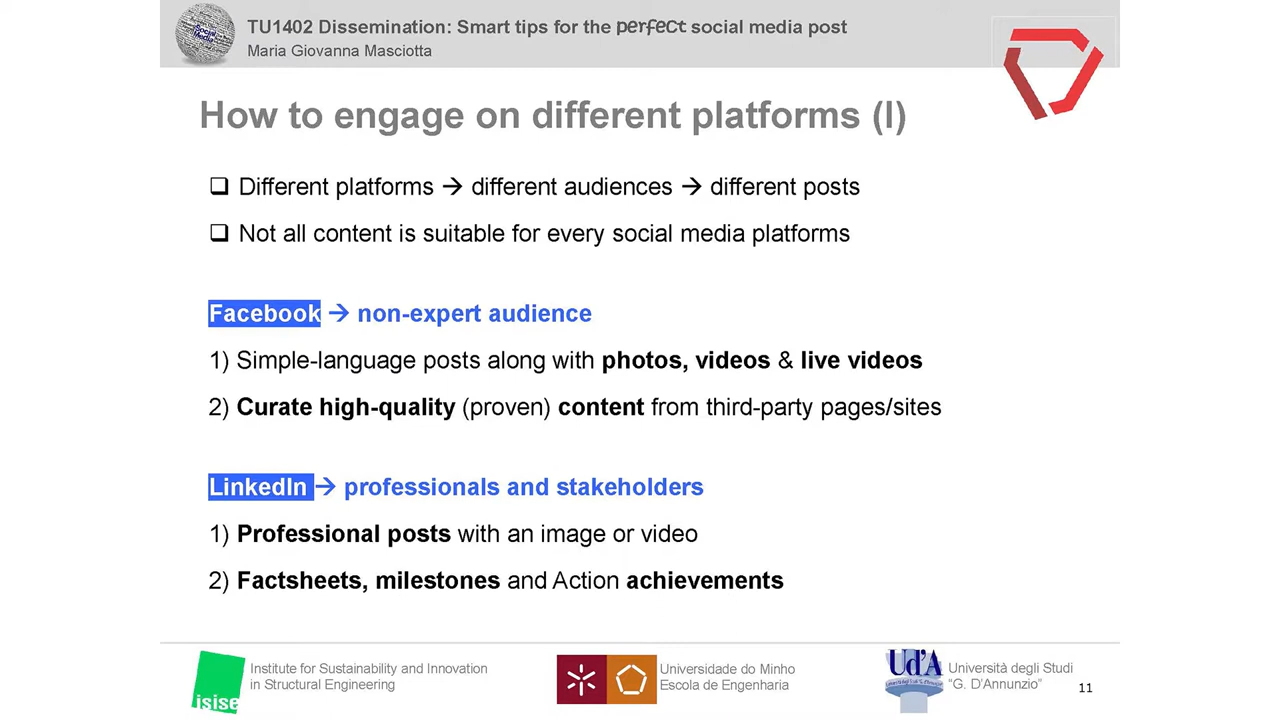 TU1402 Dissemination: Smart tips for the perfect social media post
Maria Giovanna Masciotta
Social Media
How to engage on different platforms (I)
❑ Different platforms → different audiences → different posts
❑ Not all content is suitable for every social media platforms
Facebook → non-expert audience
1) Simple-language posts along with photos, videos & live videos
2) Curate high-quality (proven) content from third-party pages/sites
LinkedIn → professionals and stakeholders
1) Professional posts with an image or video
2) Factsheets, milestones and Action achievements
isise
Institute for Sustainability and Innovation
in Structural Engineering
Universidade do Minho
Escola de Engenharia
Ud'A
Università degli Studi
"G. D'Annunzio"
11